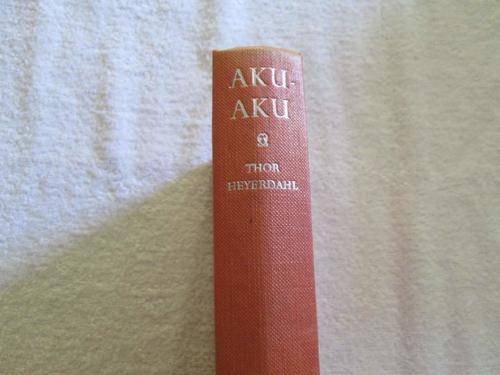 AKU-
AKU
THOR
HEYERDAHL